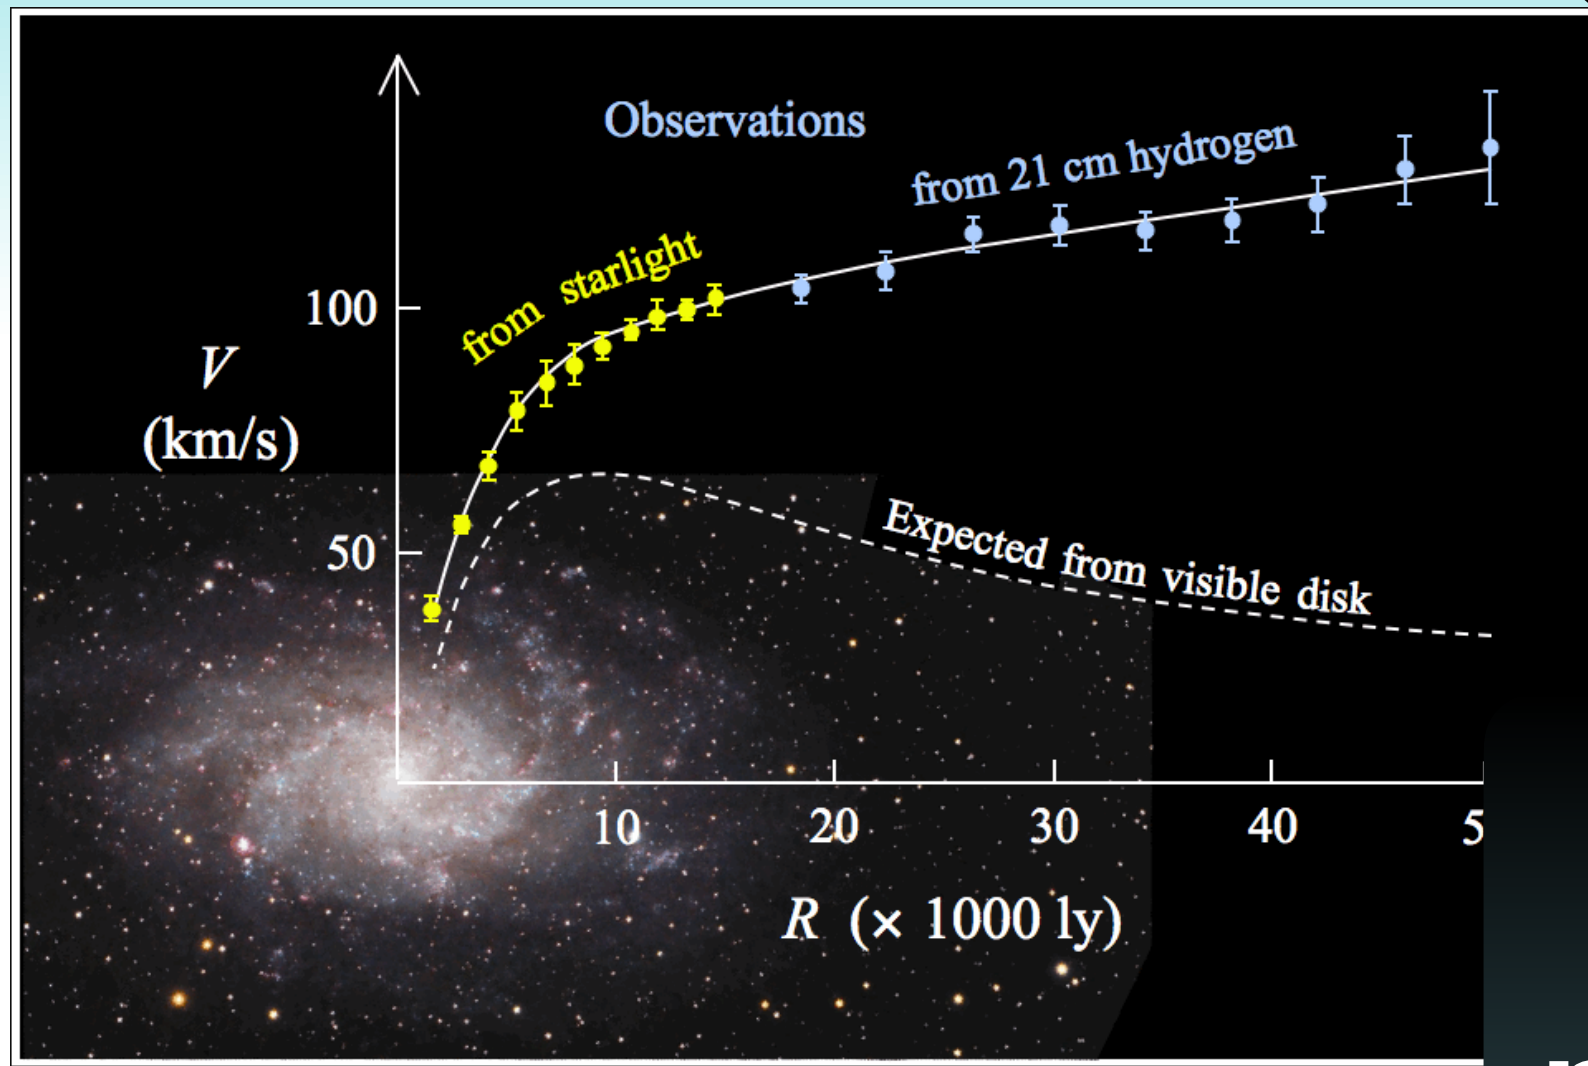 Observations
from 21 cm hydrogen
from starlight
100
V
(km/s)
50
Expected from visible disk
10
20
30
40
R (× 1000 ly)